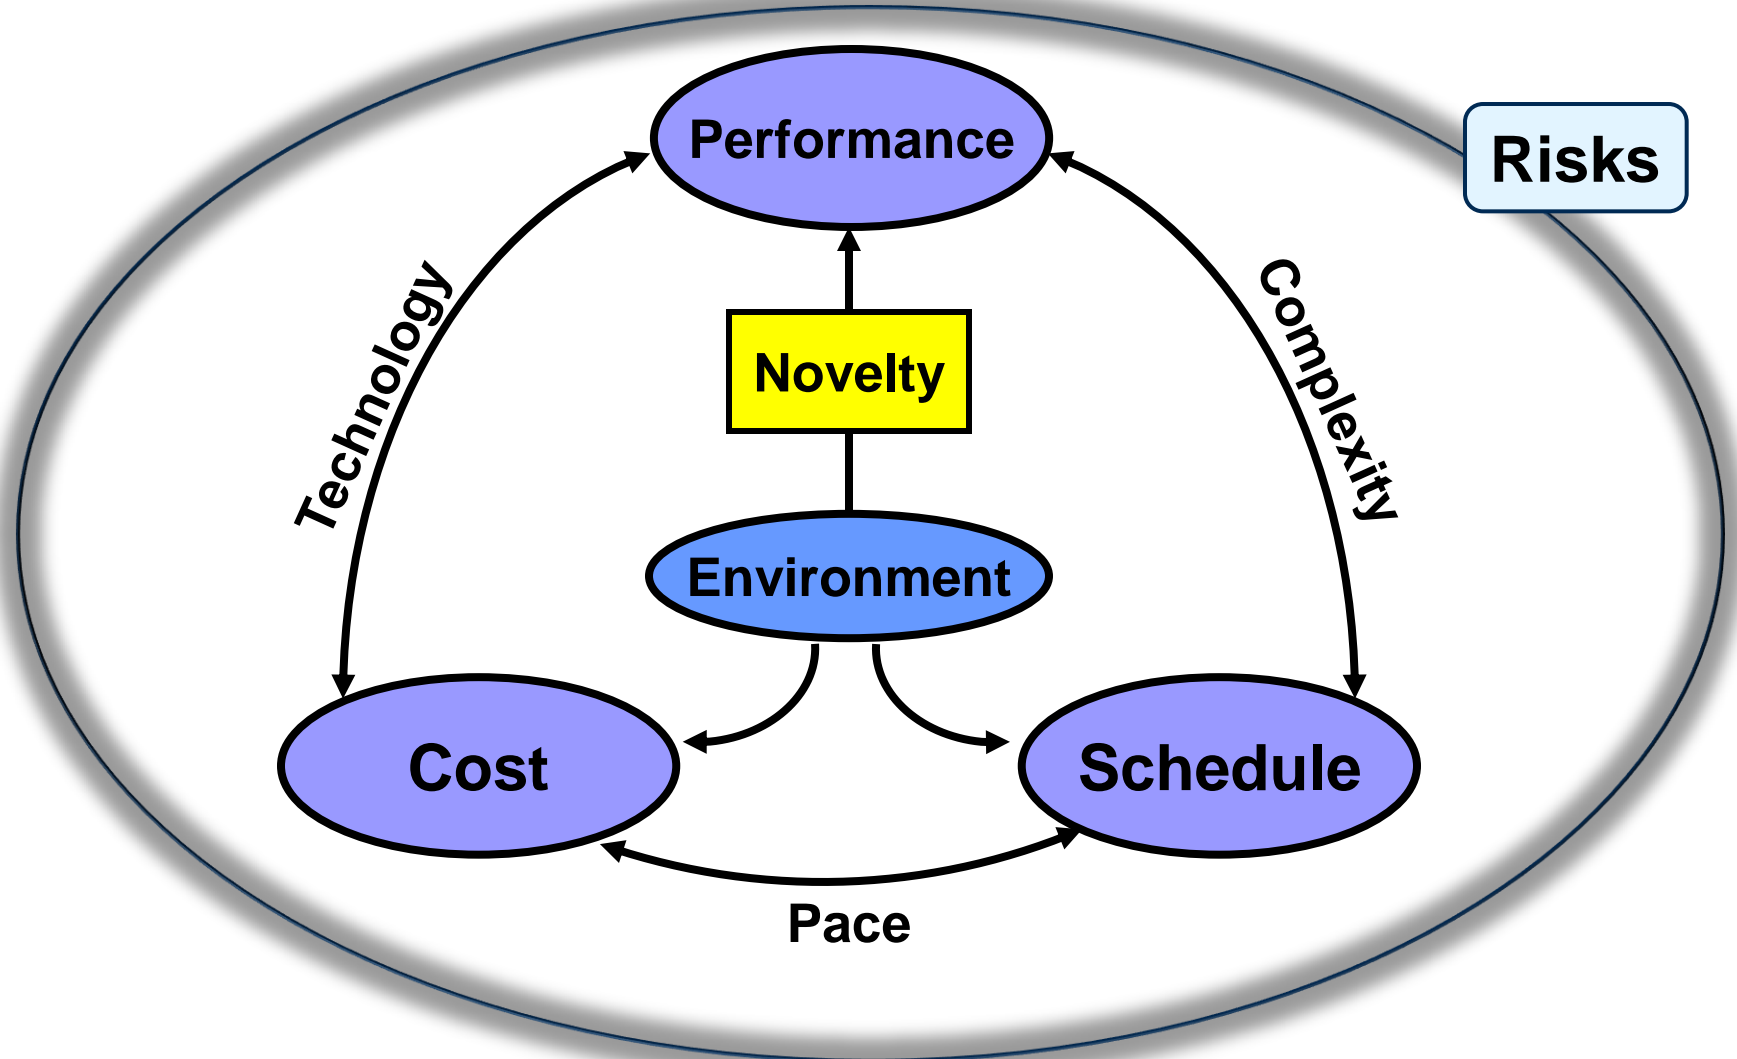 Performance
Risks
Technology
Complexity
Novelty
Environment
Cost
Schedule
Pace